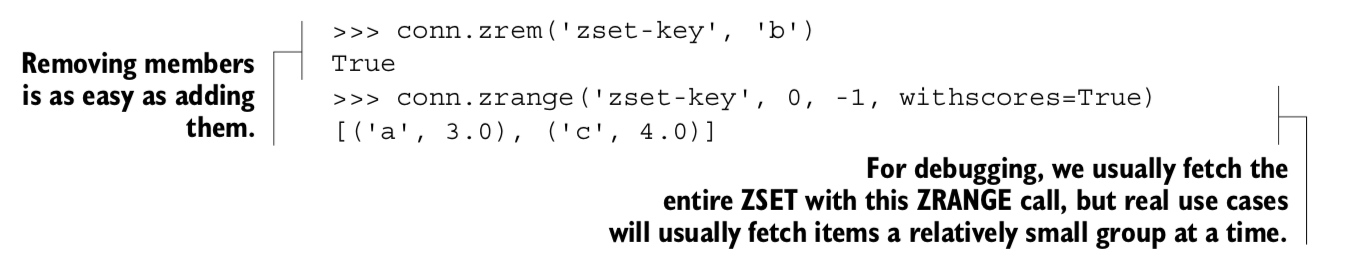 >>> conn.zrem('zset-key', 'b')
True
>>> conn.zrange('zset-key', 0, -1, withscores=True)
[('a', 3.0), ('c', 4.0)]
Removing members
is as easy as adding
them.
For debugging, we usually fetch the
entire ZSET with this ZRANGE call, but real use cases
will usually fetch items a relatively small group at a time.